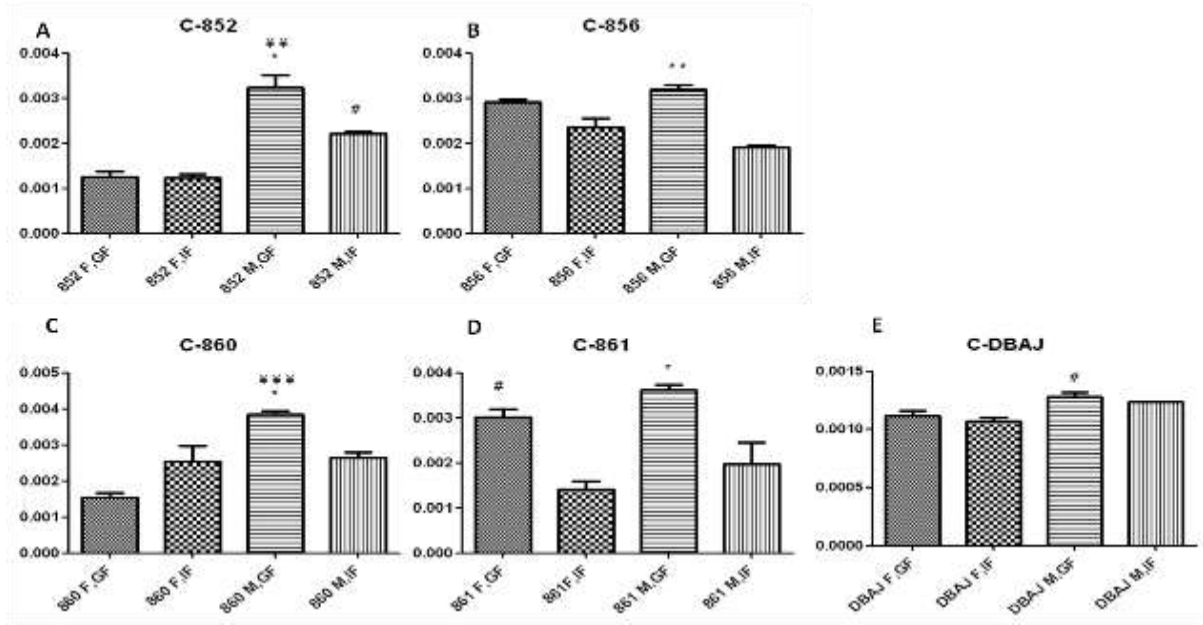 A
C-852
¥¥
*
#
0.004
0.003
0.002
0.001
0.000
852 F,GF
852 F,IF
852 M,GF
852 M,IF
B
C-856
**
0.004
0.003
0.002
0.001
0.000
856 F,GF
856 F,IF
856 M,GF
856 M,IF
C
C-860
¥¥¥
*
0.005
0.004
0.003
0.002
0.001
0.000
860 F,GF
860 F,IF
860 M,GF
860 M,IF
D
C-861
#
*
0.004
0.003
0.002
0.001
0.000
861 F,GF
861F,IF
861 M,GF
861 M,IF
E
C-DBAJ
#
0.0015
0.0010
0.0005
0.0000
DBAJ F,GF
DBAJ F,IF
DBAJ M,GF
DBAJ M,IF